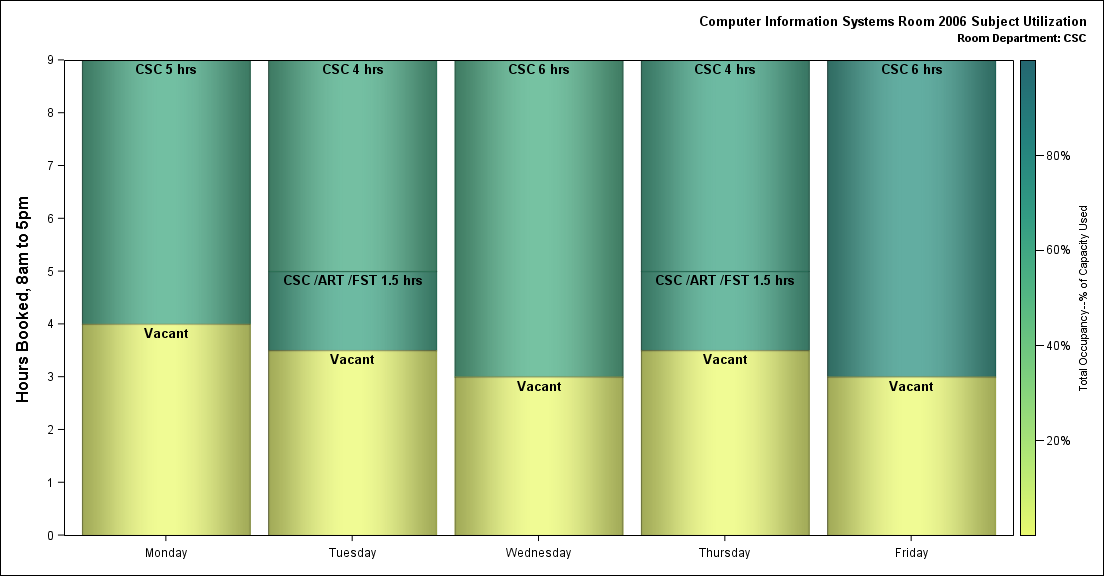 Computer Information Systems Room 2006 Subject Utilization
Room Department: CSC
Hours Booked, 8am to 5pm
9
8
7
6
5
4
3
2
1
0
CSC 5 hrs
Vacant
CSC 4 hrs
CSC /ART /FST 1.5 hrs
Vacant
CSC 6 hrs
Vacant
CSC 4 hrs
CSC /ART /FST 1.5 hrs
Vacant
CSC 6 hrs
Vacant
Monday
Tuesday
Wednesday
Thursday
Friday
80%
60%
40%
20%
Total Occupancy--% of Capacity Used